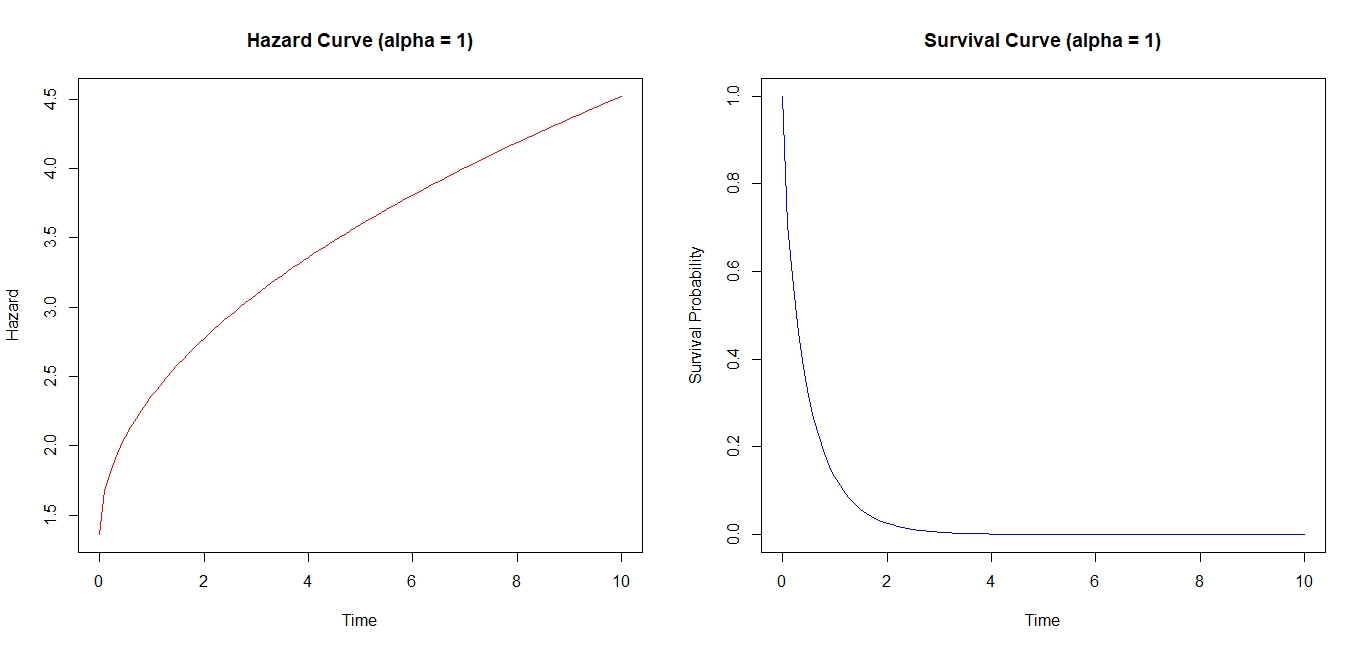 Hazard Curve (alpha = 1)
Hazard
4.5
4.0
3.5
3.0
2.5
2.0
1.5
0 2 4 6 8 10
Time
Survival Curve (alpha = 1)
Survival Probability
1.0
0.8
0.6
0.4
0.2
0.0
0 2 4 6 8 10
Time